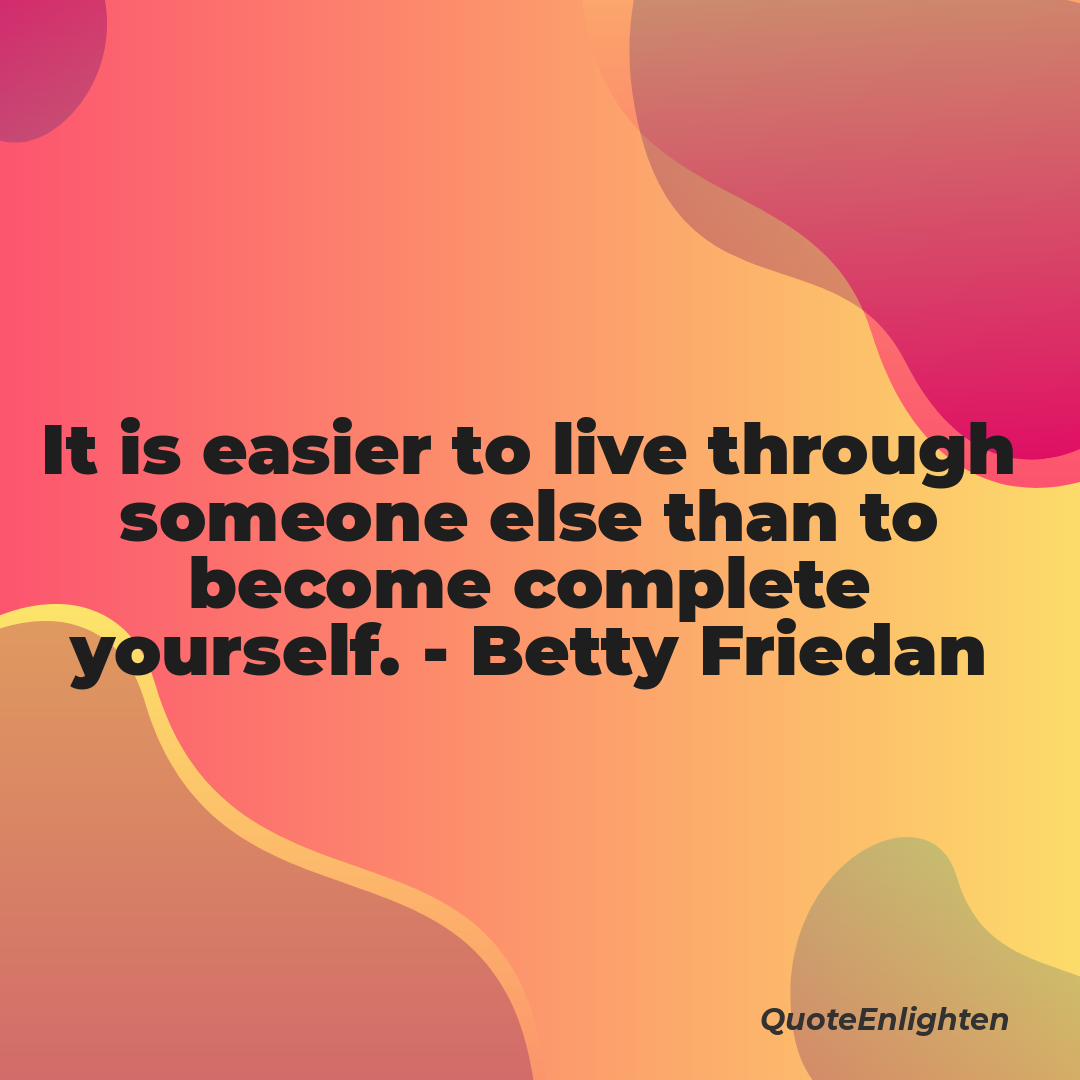 It is easier to live through
someone else than to
become complete
yourself. - Betty Friedan
QuoteEnlighten